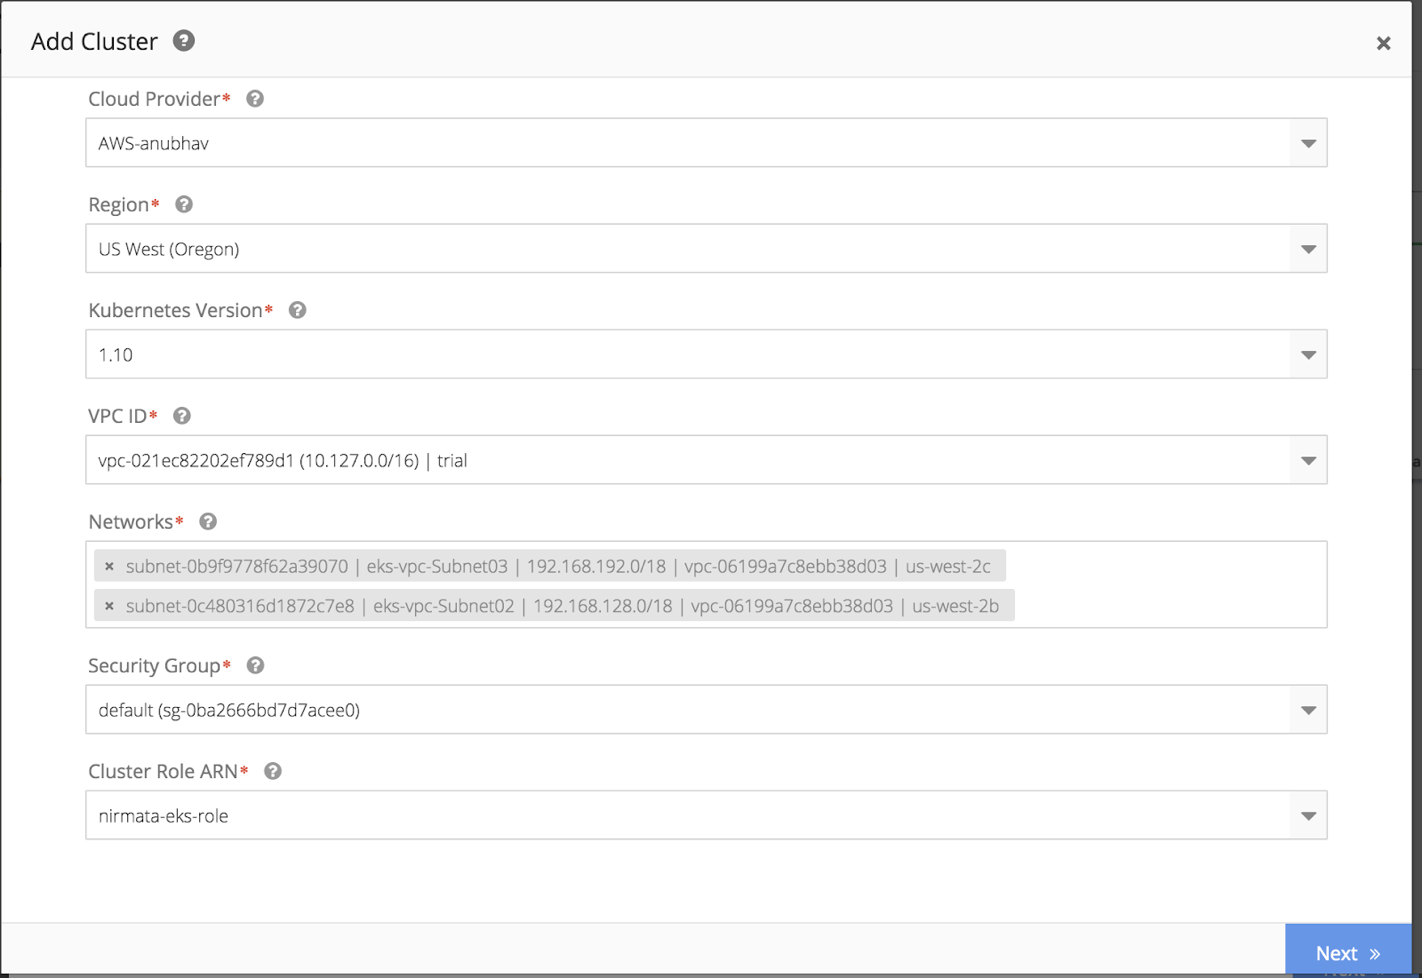 Add Cluster ?
×
Cloud Provider* ?
AWS-anubhav
Region* ?
US West (Oregon)
Kubernetes Version* ?
1.10
VPC ID* ?
vpc-021ec82202ef789d1 (10.127.0.0/16) | trial
Networks* ?
× subnet-0b9f9778f62a39070 | eks-vpc-Subnet03 | 192.168.192.0/18 | vpc-06199a7c8ebb38d03 | us-west-2c
× subnet-0c480316d1872c7e8 | eks-vpc-Subnet02 | 192.168.128.0/18 | vpc-06199a7c8ebb38d03 | us-west-2b
Security Group* ?
default (sg-0ba2666bd7d7acee0)
Cluster Role ARN* ?
nirmata-eks-role
Next »